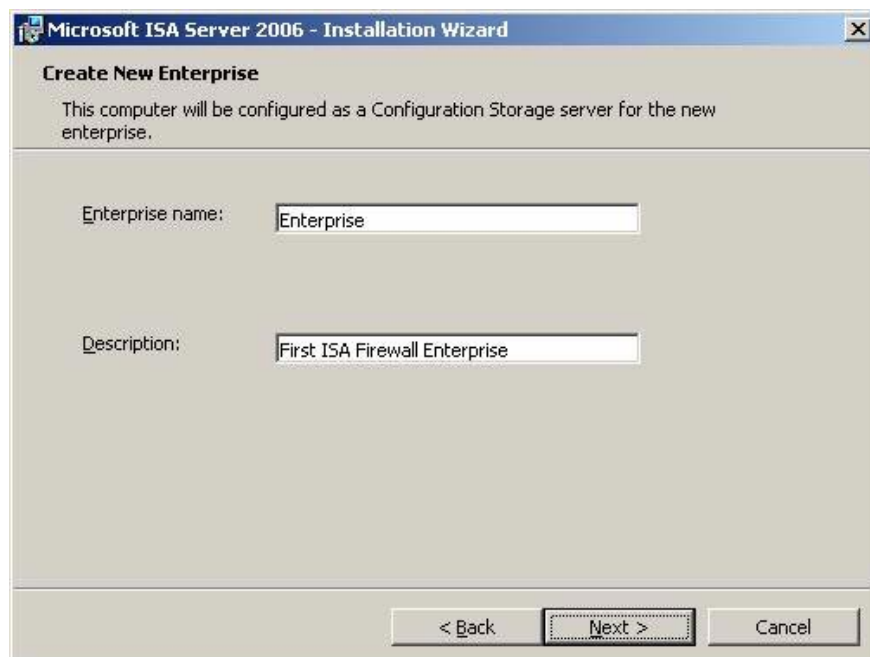 Microsoft ISA Server 2006 - Installation Wizard
Create New Enterprise
This computer will be configured as a Configuration Storage server for the new
enterprise.
Enterprise name:
Enterprise
Description:
First ISA Firewall Enterprise
< Back
Next >
Cancel